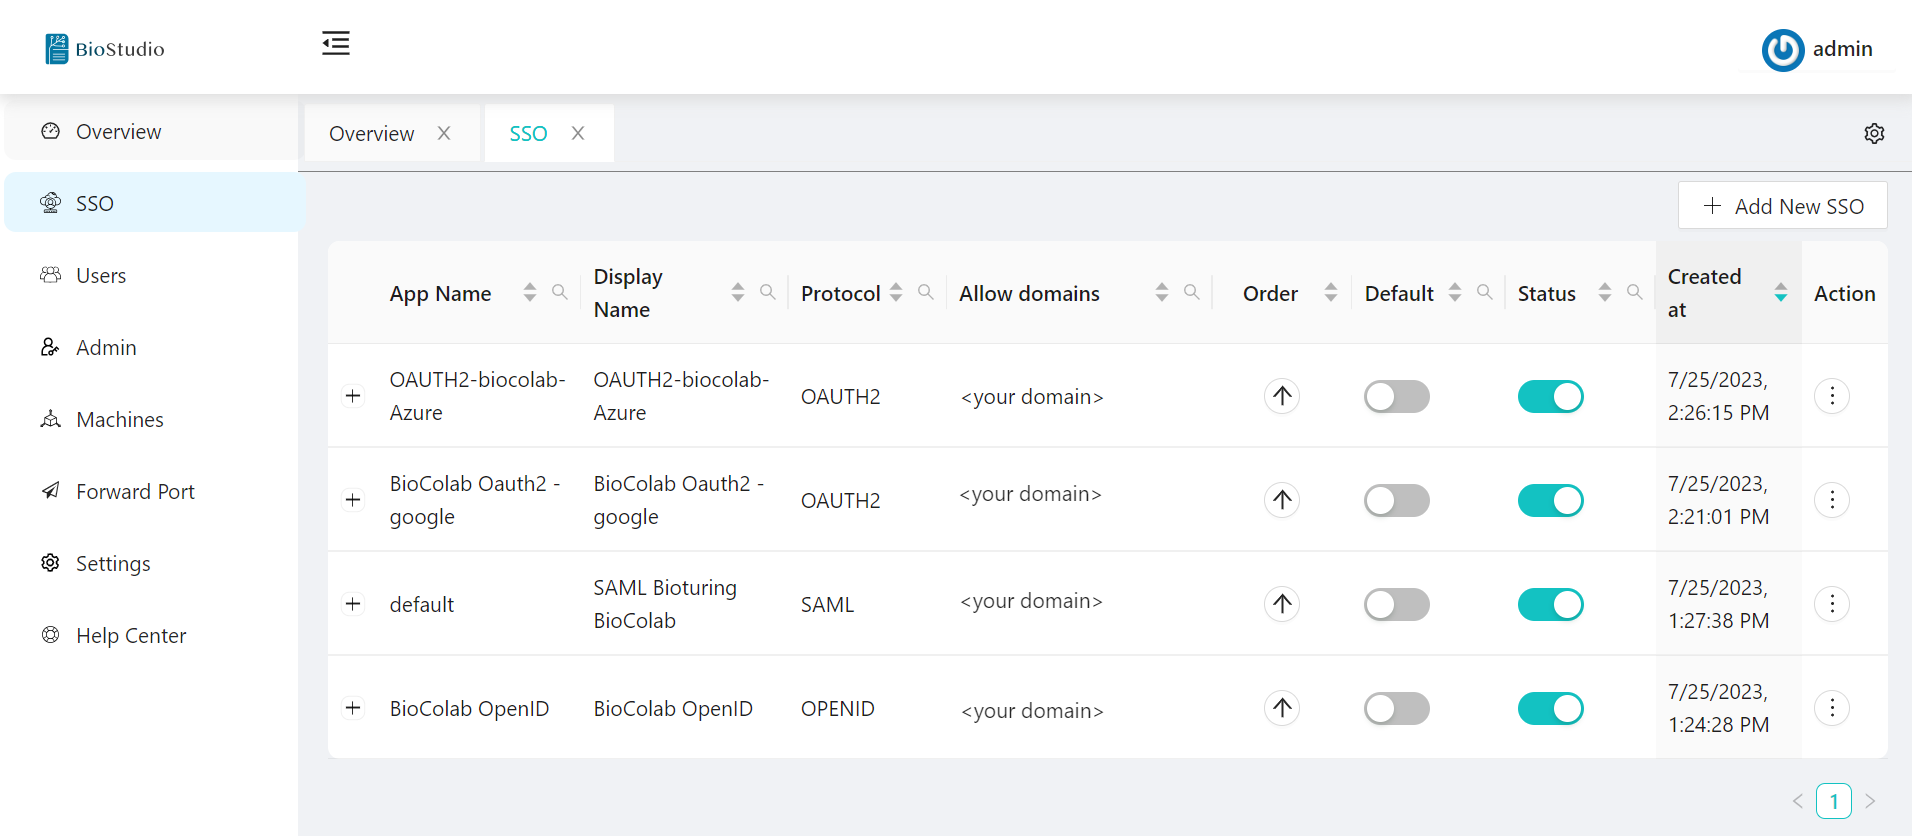 BioStudio
admin
Overview
SSO
Users
Admin
Machines
Forward Port
Settings
Help Center
Overview
SSO
Add New SSO
App Name
Display
Name
Protocol
Allow domains
Order
Default
Status
Created
at
Action
OAUTH2-biocolab-
Azure
OAUTH2-biocolab-
Azure
OAUTH2
<your domain>
7/25/2023,
2:26:15 PM
BioColab Oauth2 -
google
BioColab Oauth2 -
google
OAUTH2
<your domain>
7/25/2023,
2:21:01 PM
default
SAML Bioturing
BioColab
SAML
<your domain>
7/25/2023,
1:27:38 PM
BioColab OpenID
BioColab OpenID
OPENID
<your domain>
7/25/2023,
1:24:28 PM
1